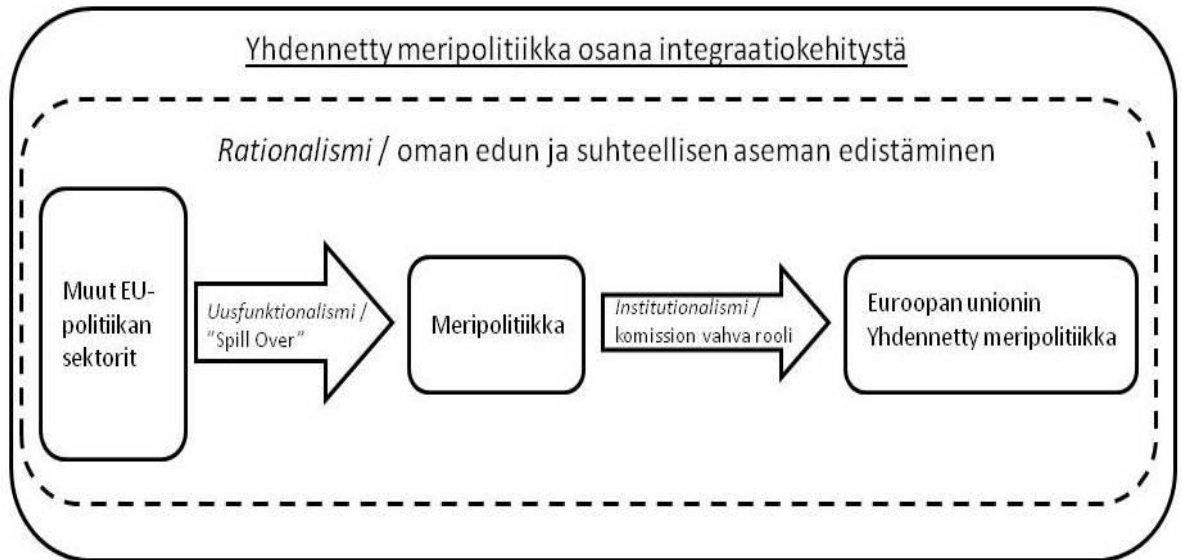 Yhdennetty meripolitiikka osana integraatiokehitystä
Rationalismi / oman edun ja suhteellisen aseman edistäminen
Muut EU-
politiikan
sektorit
Uusfunktionalismi /
"Spill Over"
Meripolitiikka
Institutionalismi /
komission vahva rooli
Euroopan unionin
Yhdennetty meripolitiikka